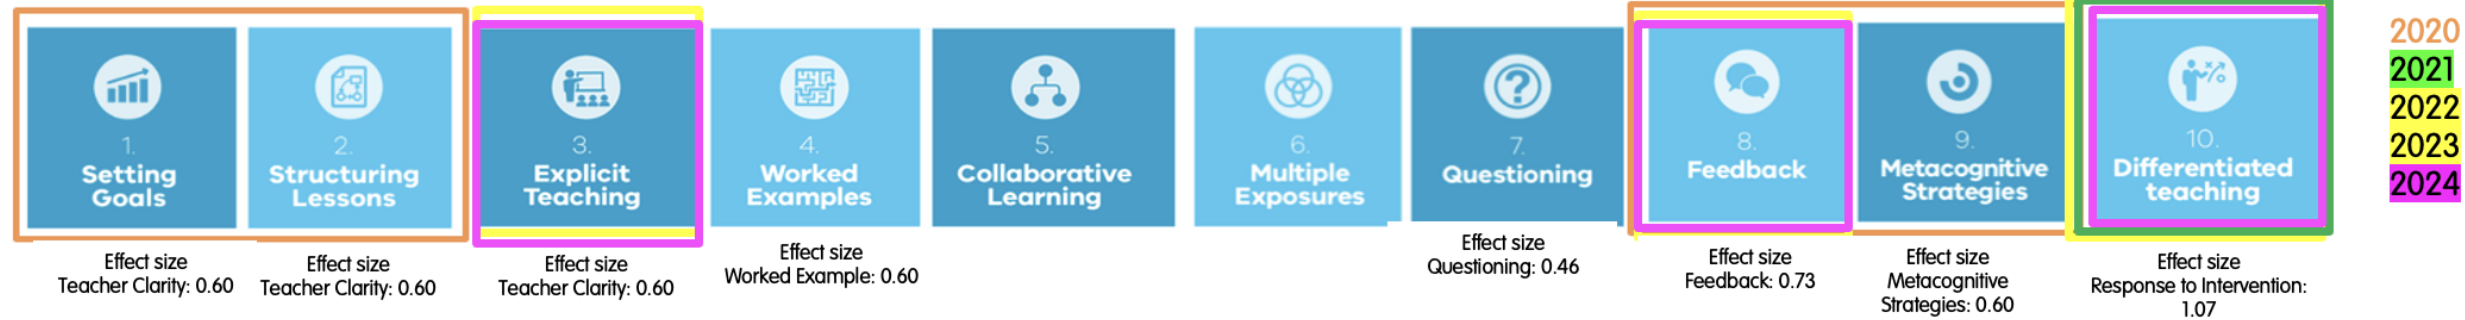 1.
Setting
Goals
2.
Structuring
Lessons
3.
Explicit
Teaching
4.
Worked
Examples
5.
Collaborative
Learning
6.
Multiple
Exposures
7.
Questioning
8.
Feedback
9.
Metacognitive
Strategies
10.
Differentiated
teaching
2020
2021
2022
2023
2024
Effect size
Teacher Clarity: 0.60
Effect size
Teacher Clarity: 0.60
Effect size
Teacher Clarity: 0.60
Effect size
Worked Example: 0.60
Effect size
Questioning: 0.46
Effect size
Feedback: 0.73
Effect size
Metacognitive
Strategies: 0.60
Effect size
Response to Intervention:
1.07